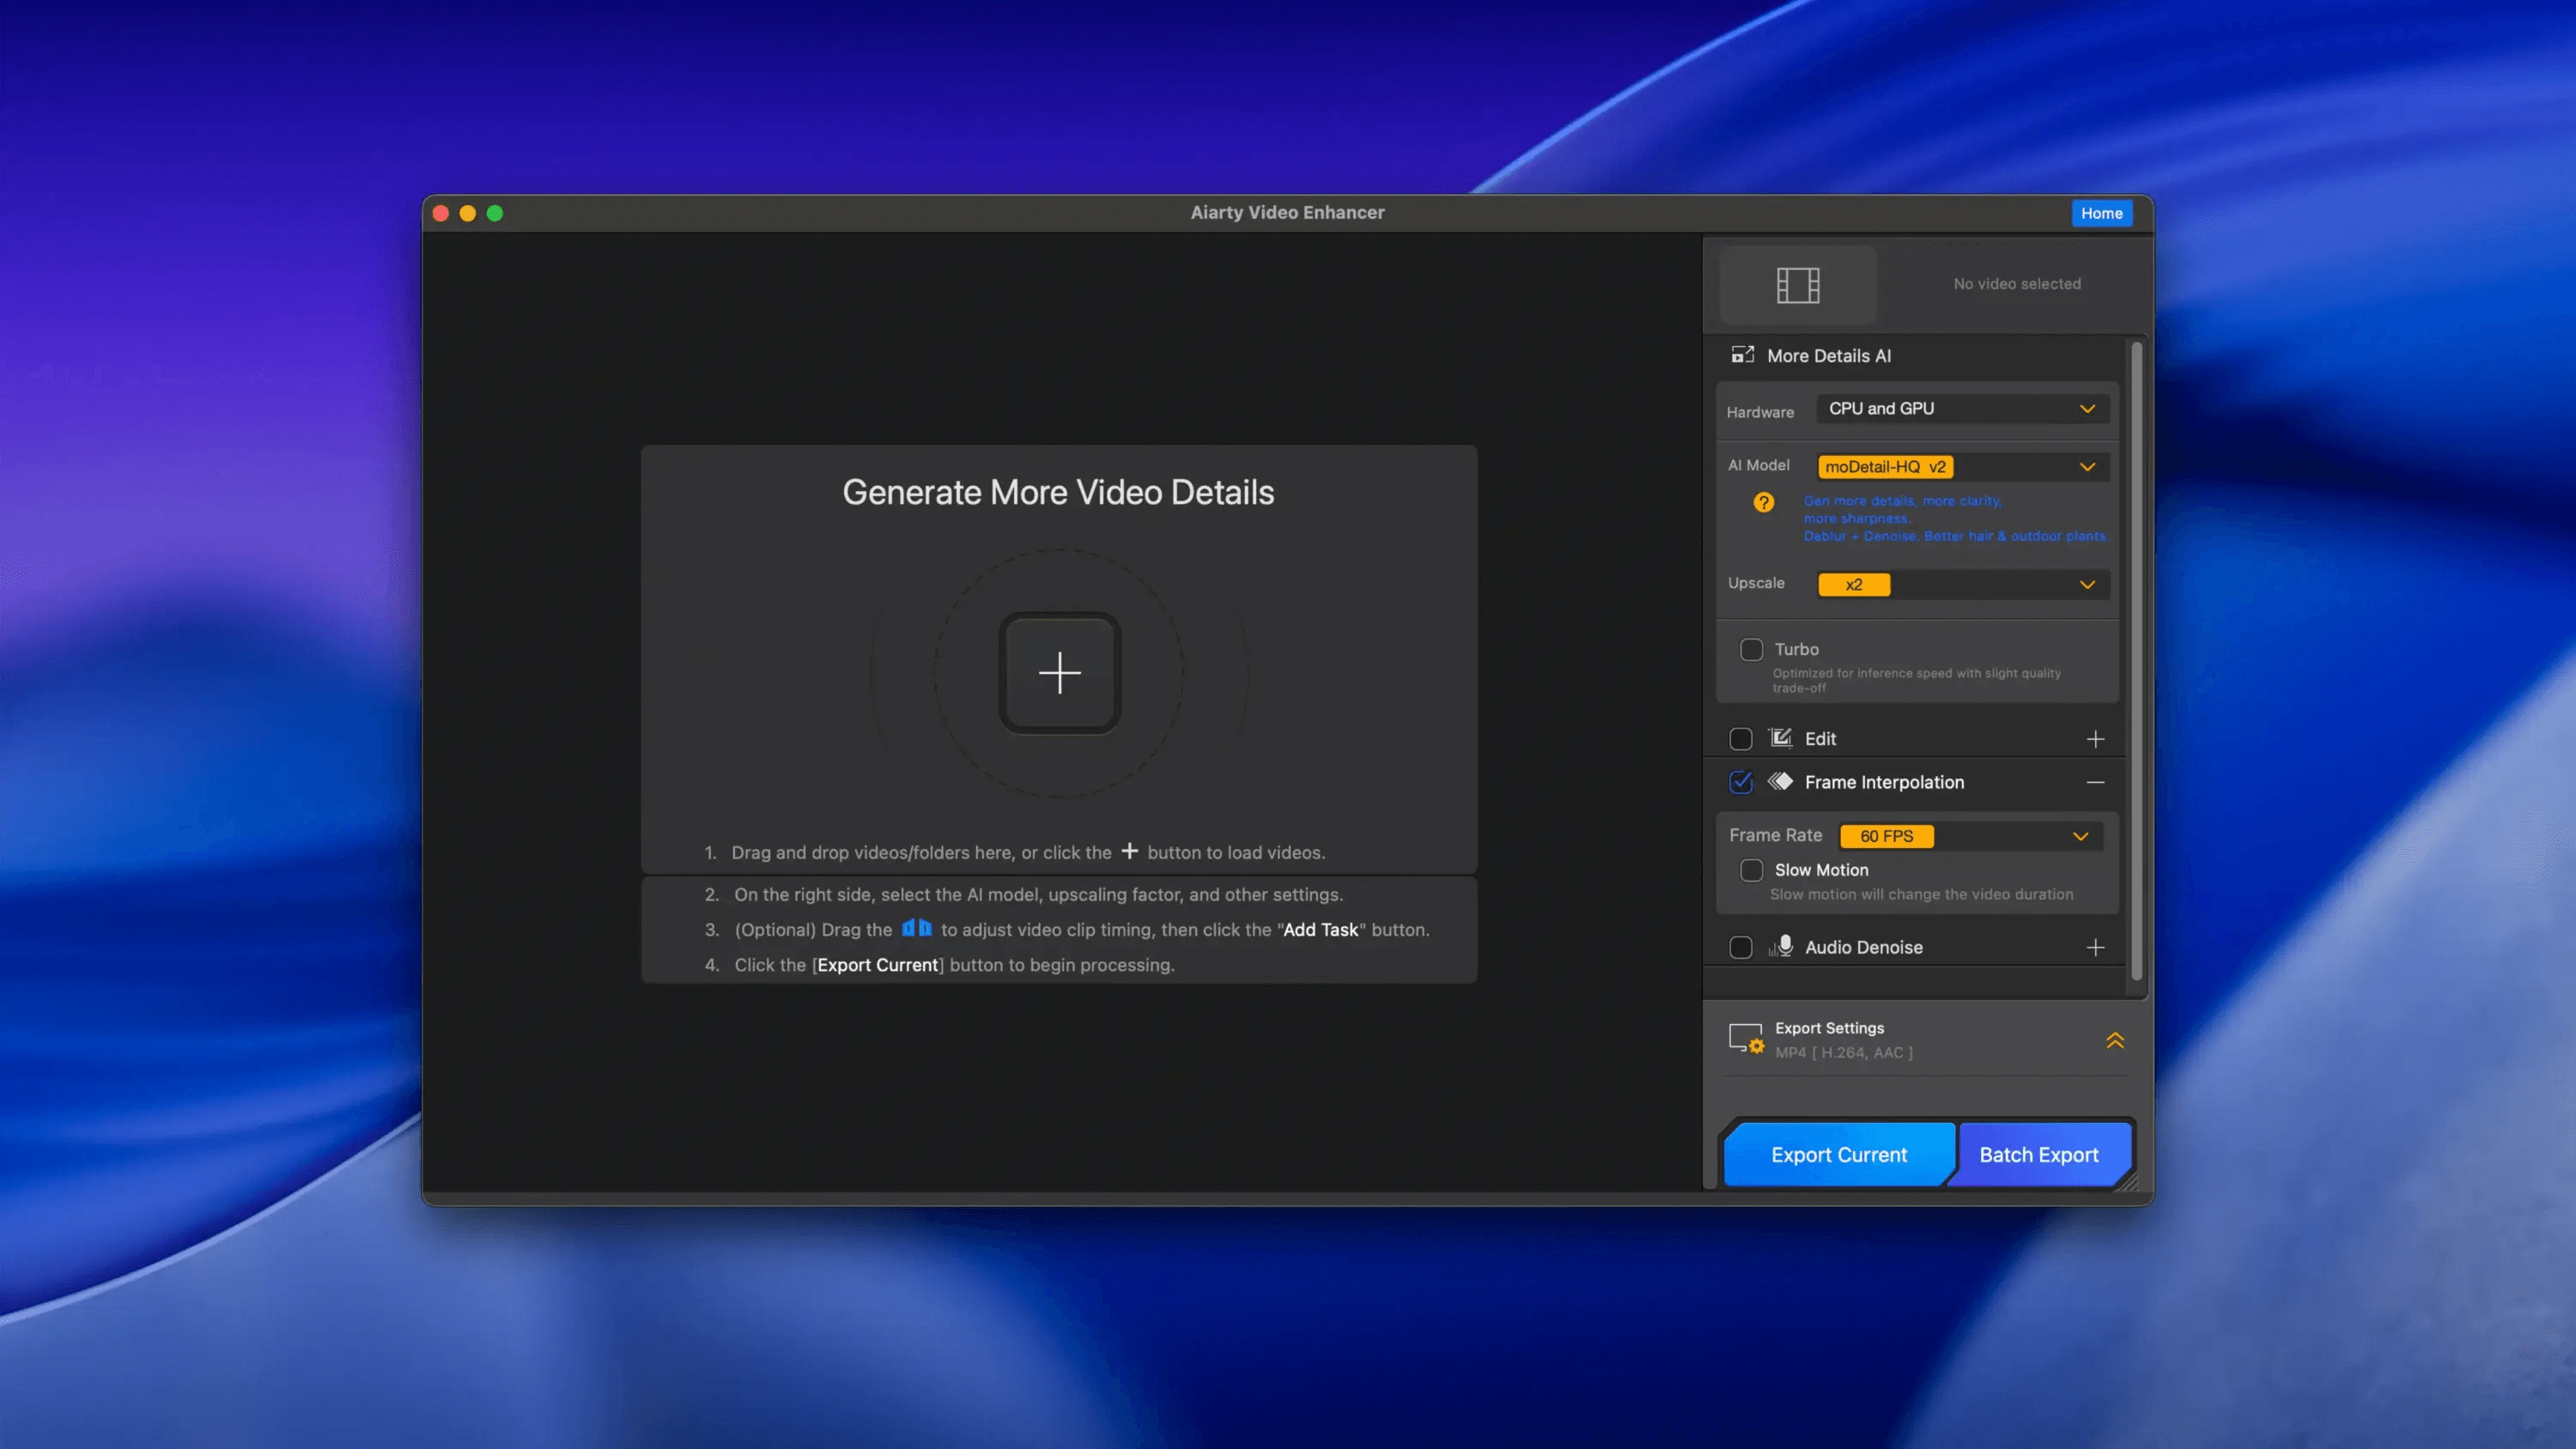 Aiarty Video Enhancer
Home
No video selected
More Details AI
Hardware
CPU and GPU
AI Model
moDetail-HQ v2
?
Gen more details, more clarity,
more sharpness.
Deblur + Denoise. Better hair & outdoor plants.
Upscale
x2
Turbo
Optimized for inference speed with slight quality
trade-off
Edit
Frame Interpolation
Frame Rate
60 FPS
Slow Motion
Slow motion will change the video duration
Audio Denoise
Export Settings
MP4 [ H.264, AAC ]
Export Current
Batch Export
Generate More Video Details
1. Drag and drop videos/folders here, or click the + button to load videos.
2. On the right side, select the AI model, upscaling factor, and other settings.
3. (Optional) Drag the to adjust video clip timing, then click the "Add Task" button.
4. Click the [Export Current] button to begin processing.